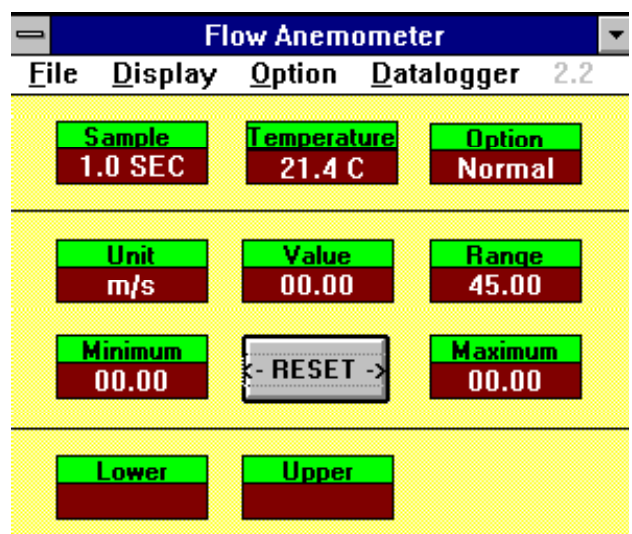 Flow Anemometer
File Display Option Datalogger 2.2
Sample Temperature Option
1.0 SEC 21.4 C Normal
Unit Value Range
m/s 00.00 45.00
Minimum <- RESET -> Maximum
00.00 00.00
Lower Upper